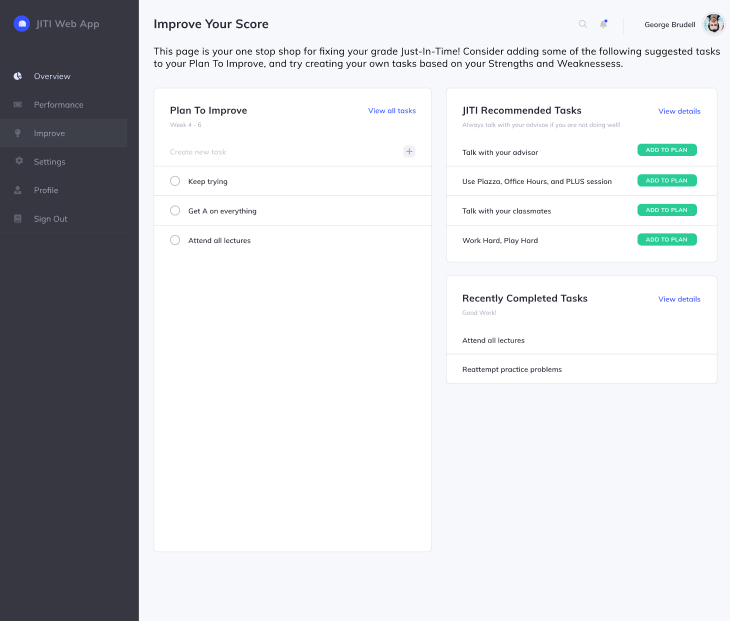 JITI Web App
Overview
Performance
Improve
Settings
Profile
Sign Out
Improve Your Score
George Brudell
This page is your one stop shop for fixing your grade Just-In-Time! Consider adding some of the following suggested tasks
to your Plan To Improve, and try creating your own tasks based on your Strengths and Weaknessess.
Plan To Improve
View all tasks
Week 4 - 6
Create new task
Keep trying
Get A on everything
Attend all lectures
JITI Recommended Tasks
View details
Always talk with your advisor if you are not doing well!
Talk with your advisor
ADD TO PLAN
Use Piazza, Office Hours, and PLUS session
ADD TO PLAN
Talk with your classmates
ADD TO PLAN
Work Hard, Play Hard
ADD TO PLAN
Recently Completed Tasks
View details
Good Work!
Attend all lectures
Reattempt practice problems